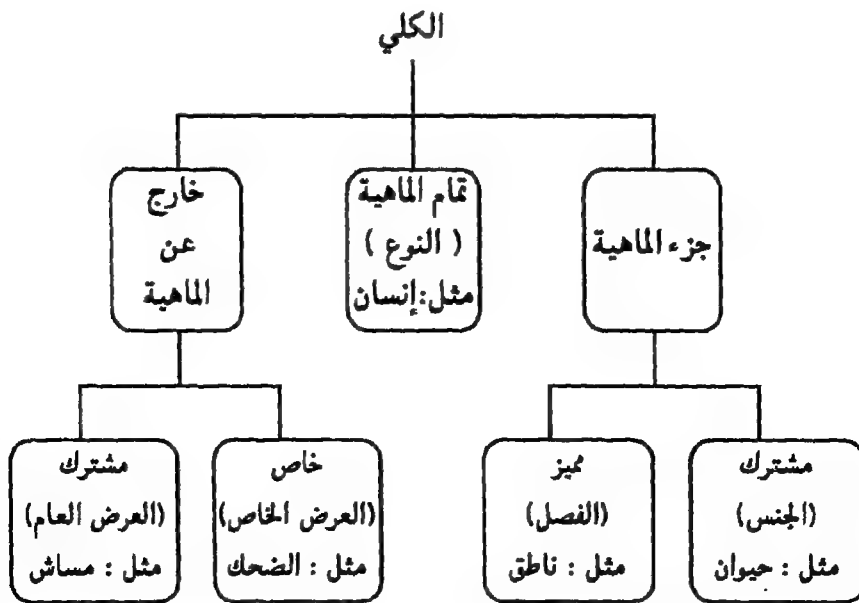 الكلي
جزء الماهية
تمام الماهية
( النوع )
مثل:إنسان
خارج
عن
الماهية
مشترك
(الجنس)
مثل : حيوان
مميز
(الفصل)
مثل : ناطق
خاص
(العرض الخاص)
مثل : الضحك
مشترك
(العرض العام)
مثل : مساش